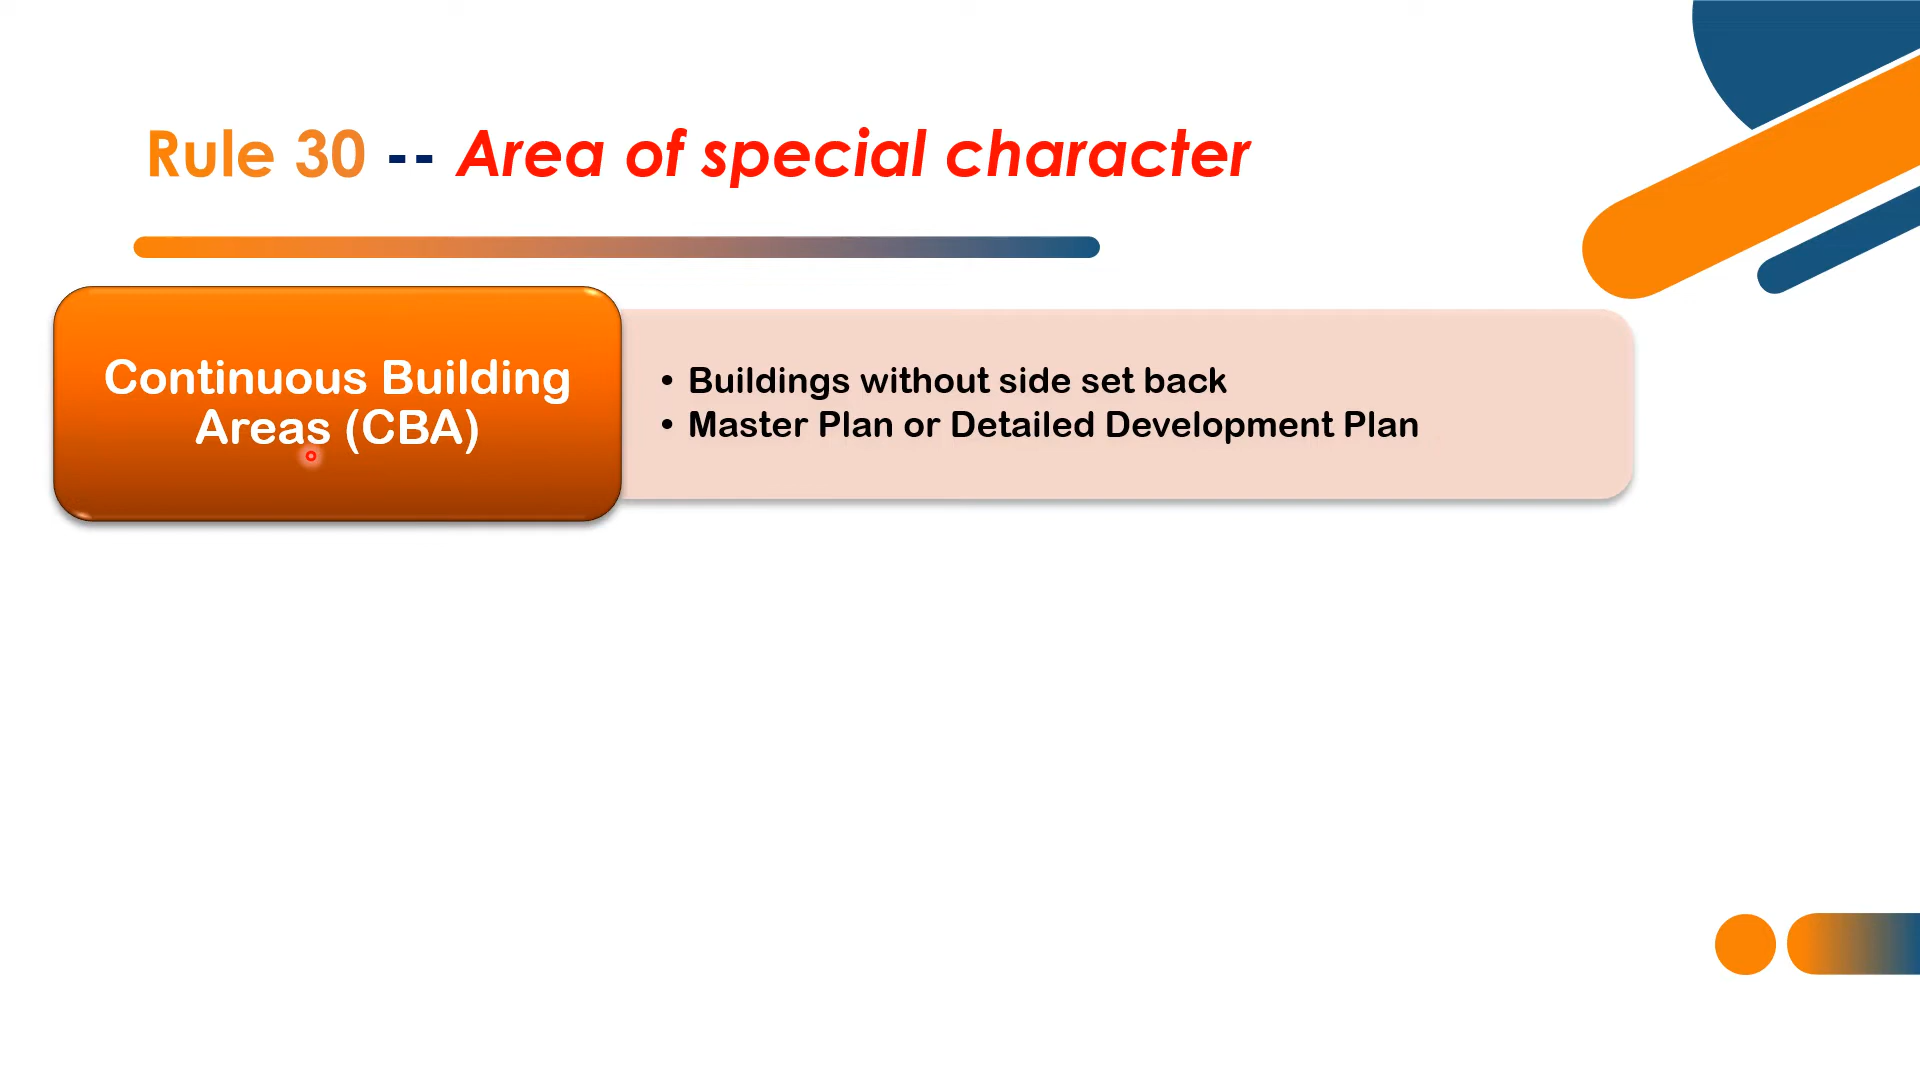 Rule 30 -- Area of special character
Continuous Building
Areas (CBA)
• Buildings without side set back
• Master Plan or Detailed Development Plan